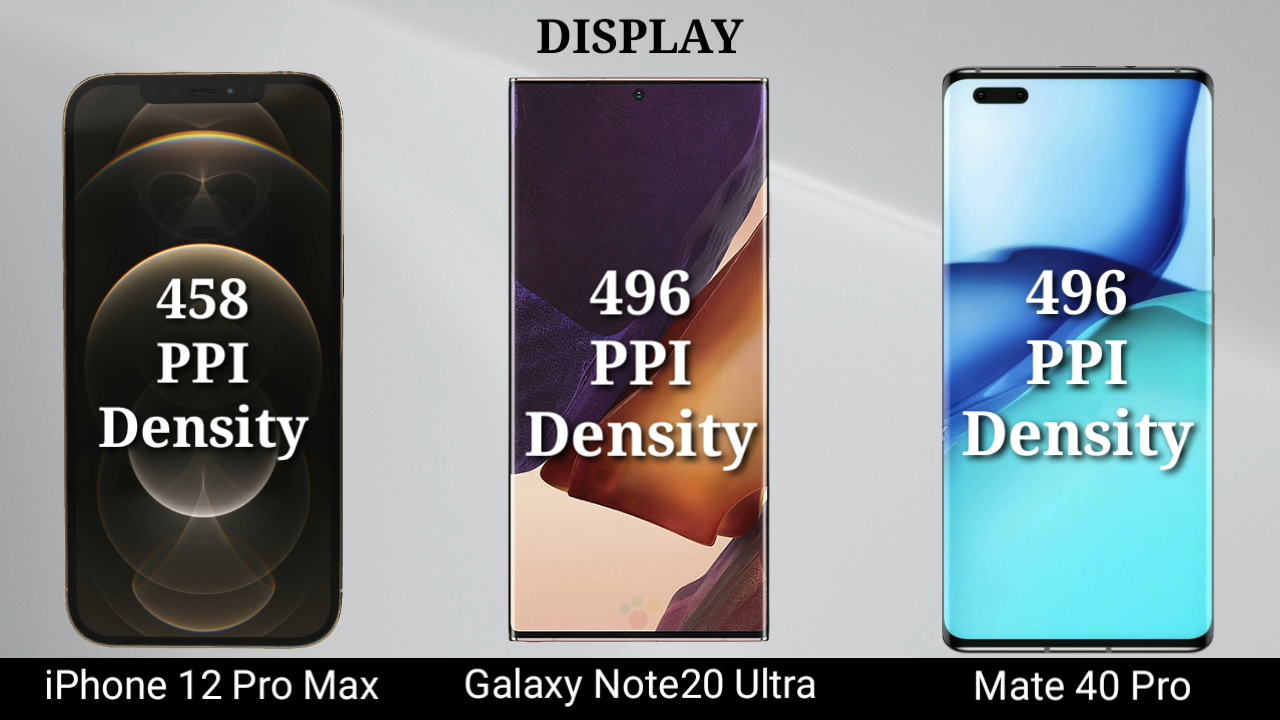 DISPLAY
458
PPI
Density
496
PPI
Density
496
PPI
Density
iPhone 12 Pro Max
Galaxy Note20 Ultra
Mate 40 Pro